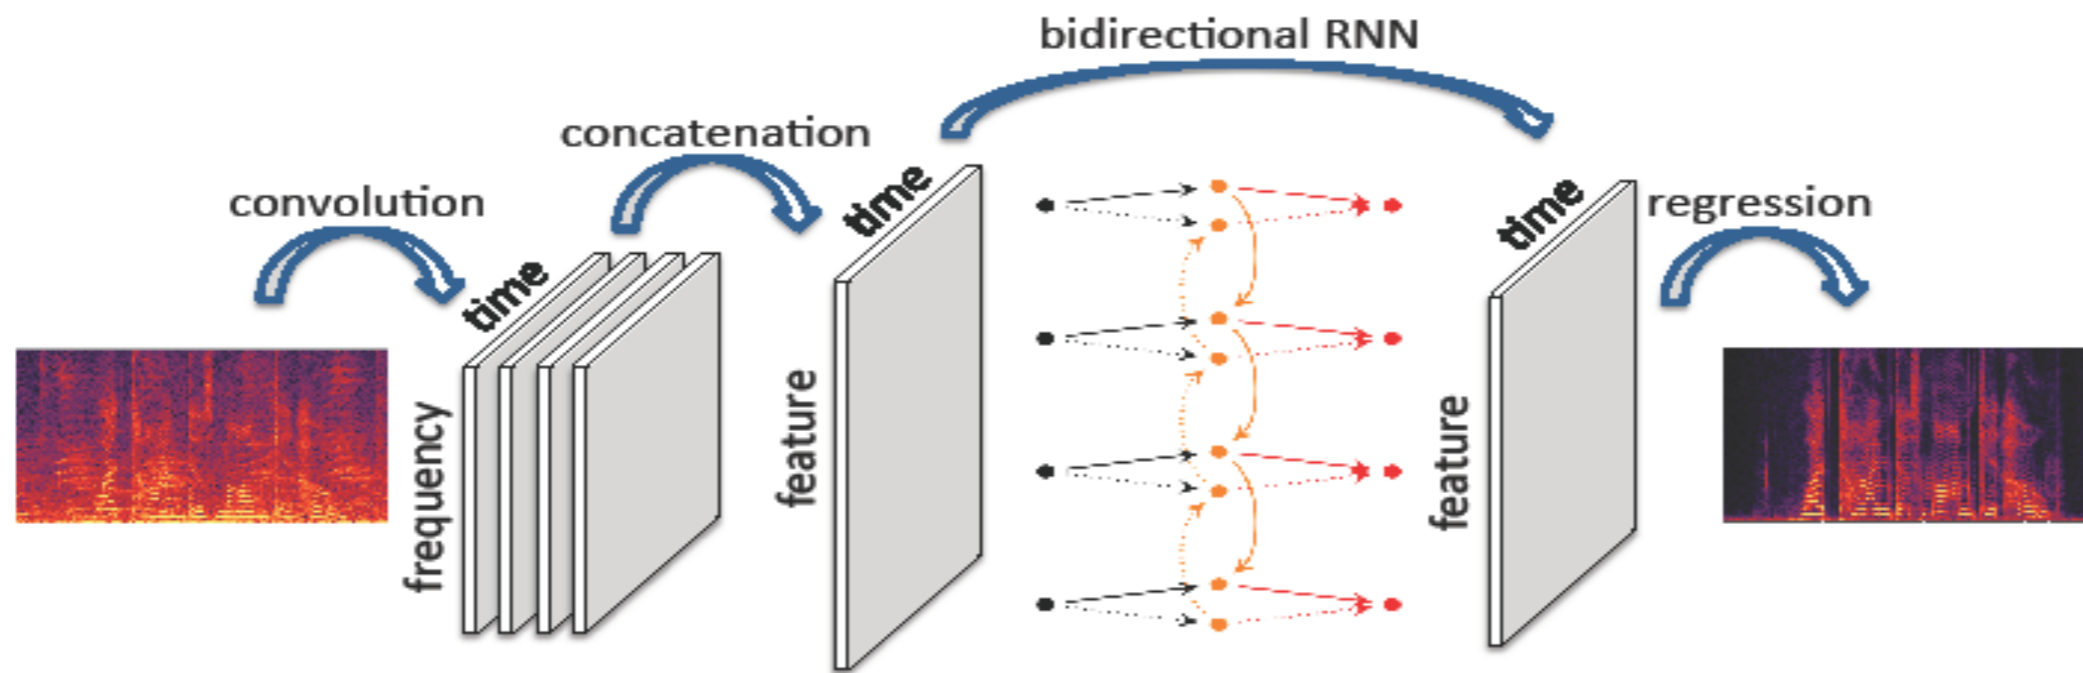 bidirectional RNN
concatenation
convolution
time
time
time
regression
frequency
feature
feature